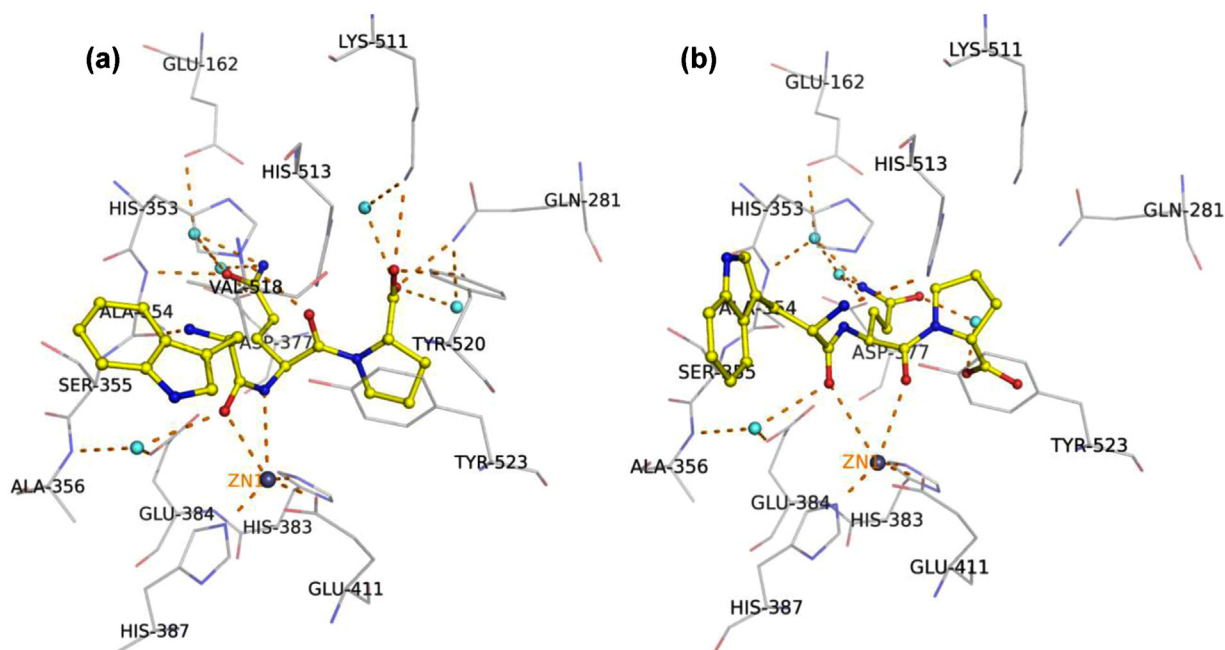 (a)
GLU-162
LYS-511
HIS-513
GLN-281
HIS-353
VAL-518
ALA-354
ASP-377
TYR-520
SER-355
TYR-523
ALA-356
ZN1
GLU-384
HIS-383
GLU-411
HIS-387
(b)
LYS-511
GLU-162
HIS-513
GLN-281
HIS-353
ALA-354
ASP-377
SER-355
TYR-523
ALA-356
ZN1
GLU-384
HIS-383
GLU-411
HIS-387